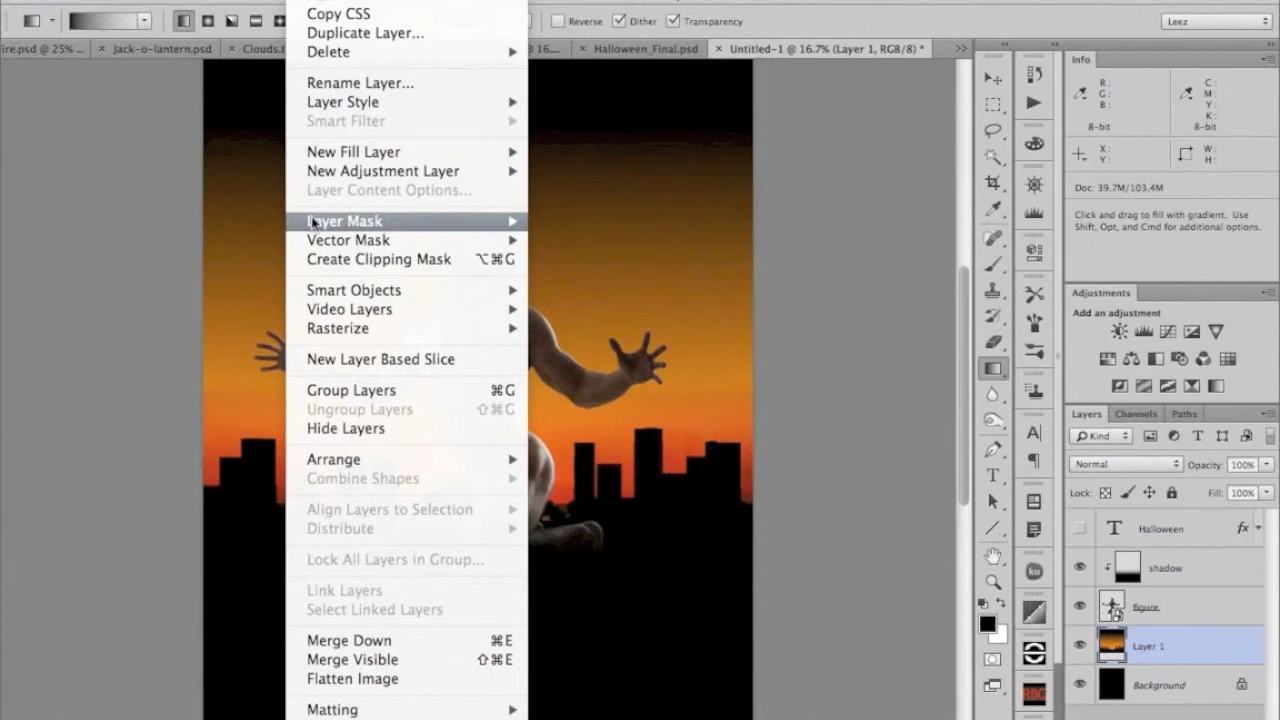 Reverse
Dither
Transparency
Leez
ire.psd @ 25% ...
Jack-o-lantern.psd
Clouds.t
@ 16....
Halloween_Final.psd
Untitled-1 @ 16.7% (Layer 1, RGB/8) *
Copy CSS
Duplicate Layer...
Delete
Rename Layer...
Layer Style
Smart Filter
New Fill Layer
New Adjustment Layer
Layer Content Options...
Layer Mask
Vector Mask
Create Clipping Mask ⌥⌘G
Smart Objects
Video Layers
Rasterize
New Layer Based Slice
Group Layers ⌘G
Ungroup Layers ⇧⌘G
Hide Layers
Arrange
Combine Shapes
Align Layers to Selection
Distribute
Lock All Layers in Group...
Link Layers
Select Linked Layers
Merge Down ⌘E
Merge Visible ⇧⌘E
Flatten Image
Matting
Info
R: C:
G: M:
B: Y:
K:
8-bit 8-bit
X: W:
Y: H:
Doc: 39.7M/103.4M
Click and drag to fill with gradient. Use
Shift, Opt, and Cmd for additional options.
Adjustments
Add an adjustment
Layers Channels Paths
Kind
Normal Opacity: 100%
Lock: Fill: 100%
T Halloween fx
shadow
figure
Layer 1
Background
ku
RBG